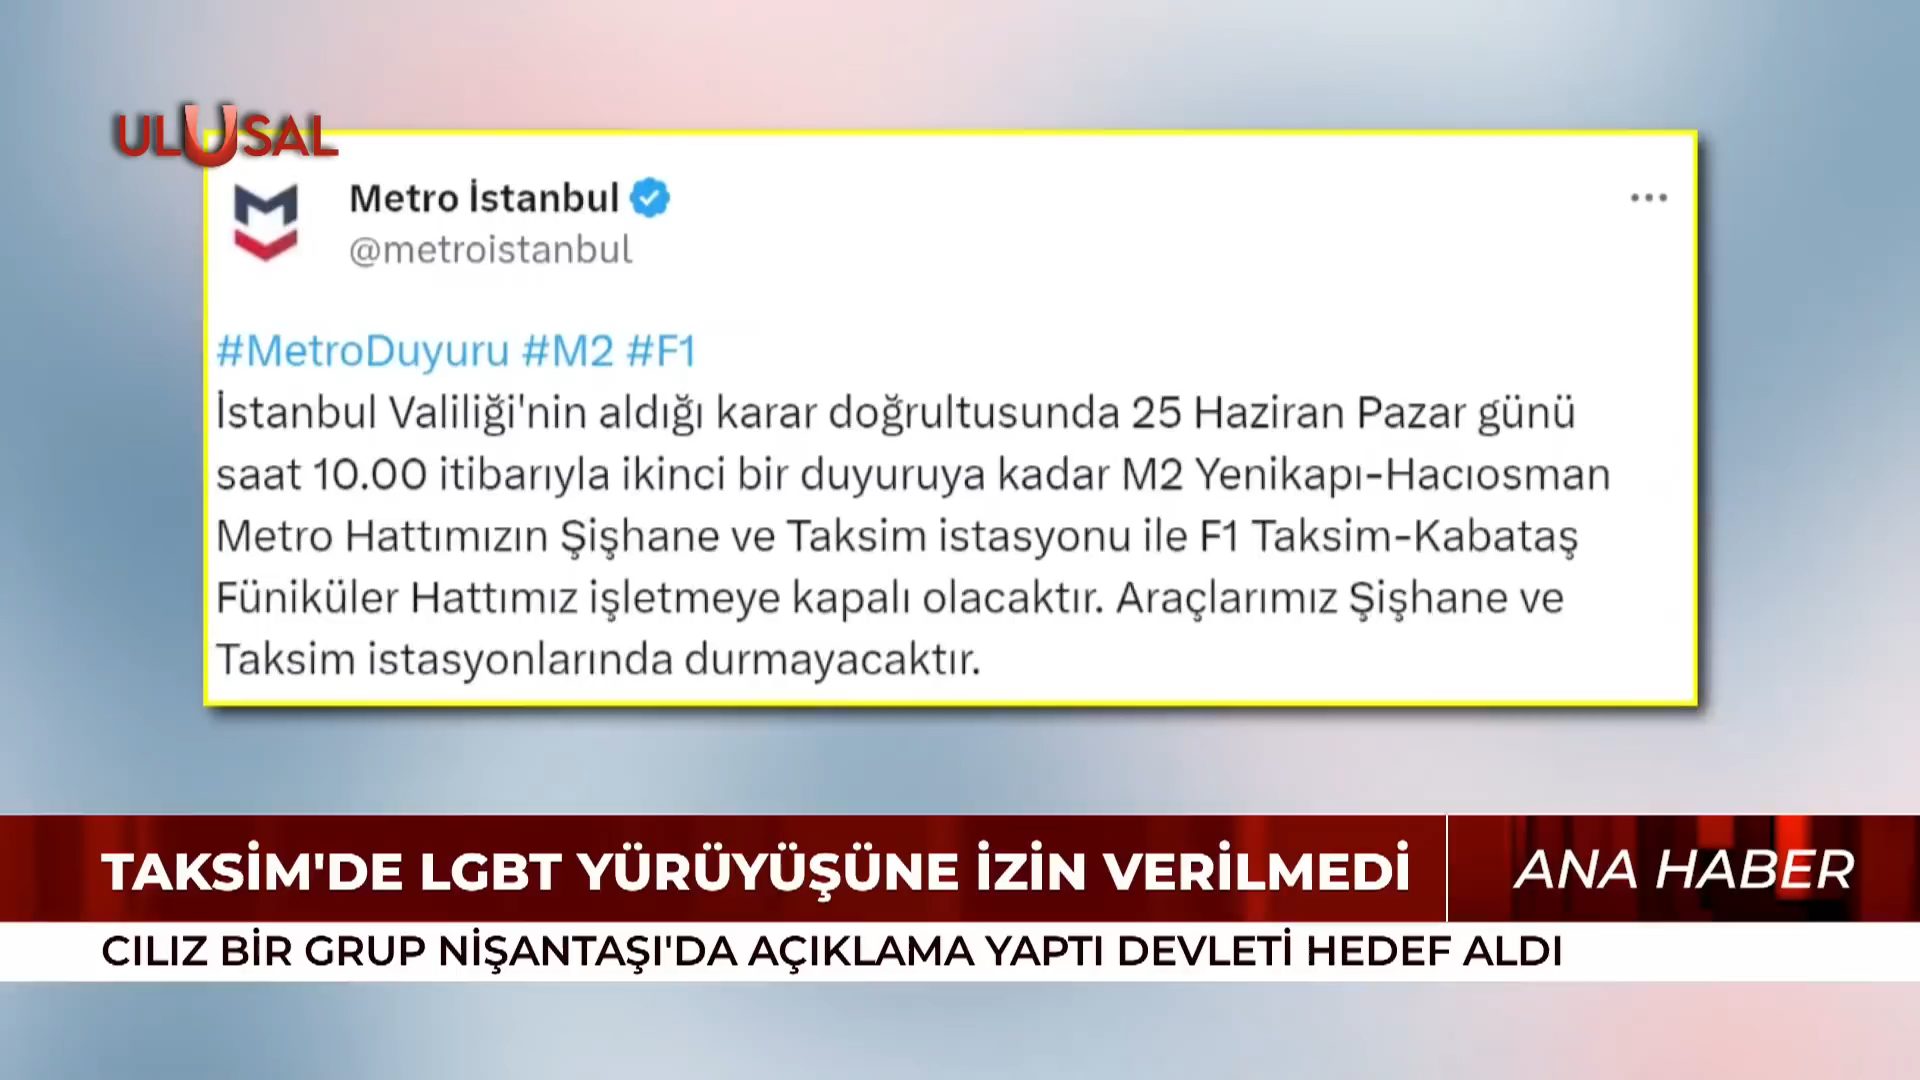 ULUSAL
Metro İstanbul
@metroistanbul
#MetroDuyuru #M2 #F1
İstanbul Valiliği'nin aldığı karar doğrultusunda 25 Haziran Pazar günü
saat 10.00 itibarıyla ikinci bir duyuruya kadar M2 Yenikapı-Hacıosman
Metro Hattımızın Şişhane ve Taksim istasyonu ile F1 Taksim-Kabataş
Füniküler Hattımız işletmeye kapalı olacaktır. Araçlarımız Şişhane ve
Taksim istasyonlarında durmayacaktır.
TAKSİM'DE LGBT YÜRÜYÜŞÜNE İZİN VERİLMEDİ
ANA HABER
CILIZ BİR GRUP NİŞANTAŞI'DA AÇIKLAMA YAPTI DEVLETİ HEDEF ALDI